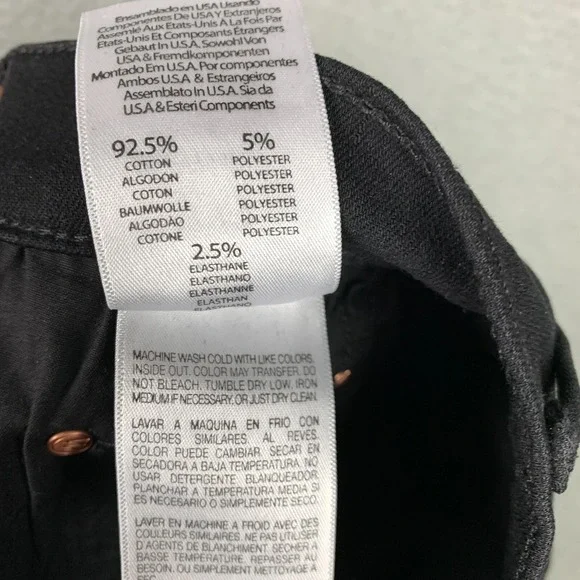 Ensamblado en USA Usando
Componentes De USA Y Extranjeros
Assemlé Aux Etats-Unis A La Fois Par
Etats-Unis Et Composants Étrangers
Gebaut In U.S.A. Sowohl Von
USA & Fremdkomponenten
Montado Em U.S.A. Por componentes
Ambos U.S.A & Estrangeiros
Assemblato In U.S.A. Sia da
U.S.A & Esteri Components
92.5% 5%
COTTON POLYESTER
ALGODON POLYESTER
COTON POLYESTER
BAUMWOLLE POLYESTER
ALGODÃO POLYESTER
COTONE POLYESTER
2.5%
ELASTHANE
ELASTHANO
ELASTHANNE
ELASTHAN
MACHINE WASH COLD WITH LIKE COLORS.
INSIDE OUT. COLOR MAY TRANSFER. DO
NOT BLEACH. TUMBLE DRY LOW. IRON
MEDIUM IF NECESSARY, OR JUST DRY CLEAN.
LAVAR A MAQUINA EN FRIO CON
COLORES SIMILARES. AL REVES.
COLOR PUEDE CAMBIAR SECAR EN
SECADORA A BAJA TEMPERATURA. NO
USAR DETERGENTE BLANQUEADOR.
PLANCHAR A TEMPERATURA MEDIA SI
ES NECESARIO O SIMPLEMENTE SECO.
LAVER EN MACHINE A FROID AVEC DES
COULEURS SIMILAIRES. NE PAS UTILISER
D'AGENTS DE BLANCHIMENT. SECHER A
BASSE TEMPERATURE. REPASSER AU
BESOIN. OU SIMPLEMENT NETTOYAGE A
SEC